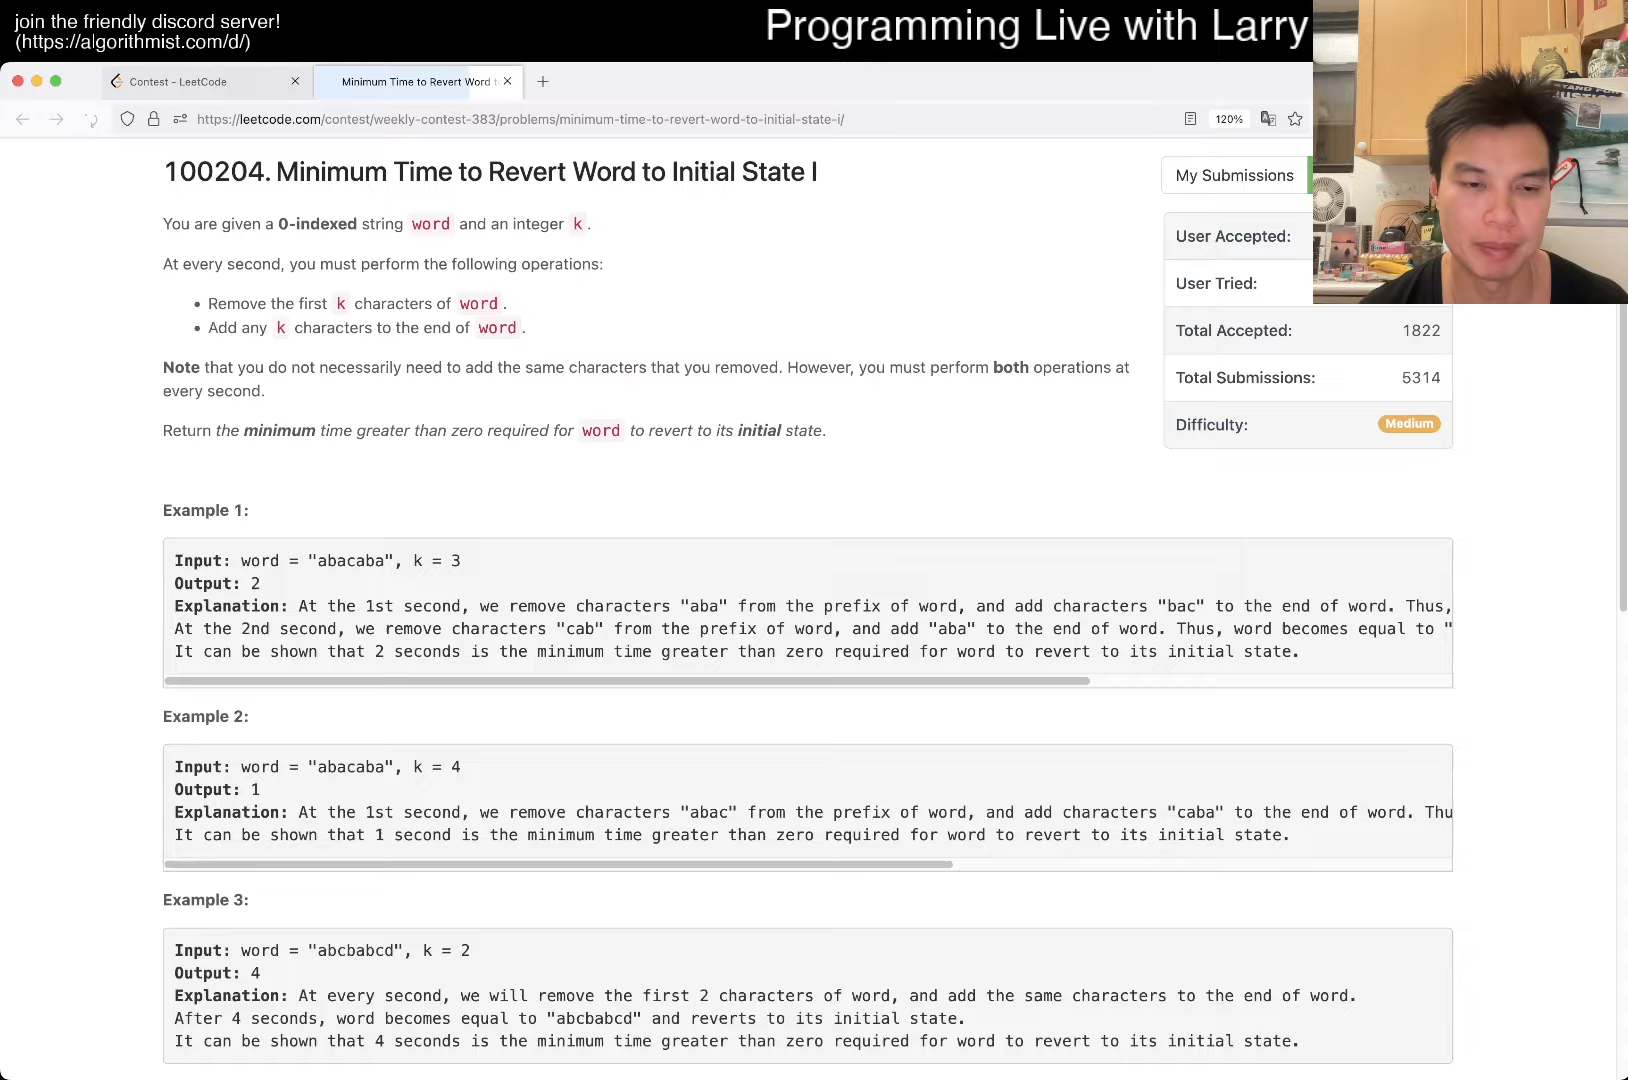 join the friendly discord server!
(https://algorithmist.com/d/)
Programming Live with Larry
Contest - LeetCode
Minimum Time to Revert Word t
https://leetcode.com/contest/weekly-contest-383/problems/minimum-time-to-revert-word-to-initial-state-i/
120%
100204. Minimum Time to Revert Word to Initial State I
My Submissions
You are given a 0-indexed string word and an integer k.
At every second, you must perform the following operations:
• Remove the first k characters of word.
• Add any k characters to the end of word.
Note that you do not necessarily need to add the same characters that you removed. However, you must perform both operations at
every second.
Return the minimum time greater than zero required for word to revert to its initial state.
User Accepted:
User Tried:
Total Accepted: 1822
Total Submissions: 5314
Difficulty: Medium
Example 1:
Input: word = "abacaba", k = 3
Output: 2
Explanation: At the 1st second, we remove characters "aba" from the prefix of word, and add characters "bac" to the end of word. Thus,
At the 2nd second, we remove characters "cab" from the prefix of word, and add "aba" to the end of word. Thus, word becomes equal to "
It can be shown that 2 seconds is the minimum time greater than zero required for word to revert to its initial state.
Example 2:
Input: word = "abacaba", k = 4
Output: 1
Explanation: At the 1st second, we remove characters "abac" from the prefix of word, and add characters "caba" to the end of word. Thu
It can be shown that 1 second is the minimum time greater than zero required for word to revert to its initial state.
Example 3:
Input: word = "abcbabcd", k = 2
Output: 4
Explanation: At every second, we will remove the first 2 characters of word, and add the same characters to the end of word.
After 4 seconds, word becomes equal to "abcbabcd" and reverts to its initial state.
It can be shown that 4 seconds is the minimum time greater than zero required for word to revert to its initial state.